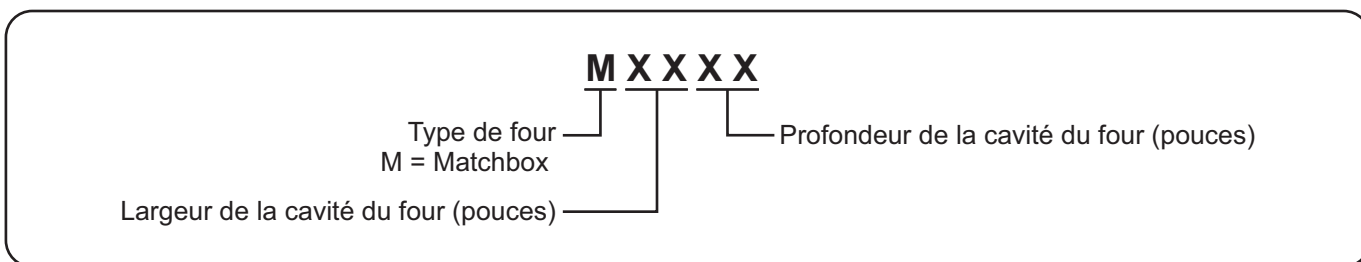 M X X X X
Type de four
M = Matchbox
Profondeur de la cavité du four (pouces)
Largeur de la cavité du four (pouces)